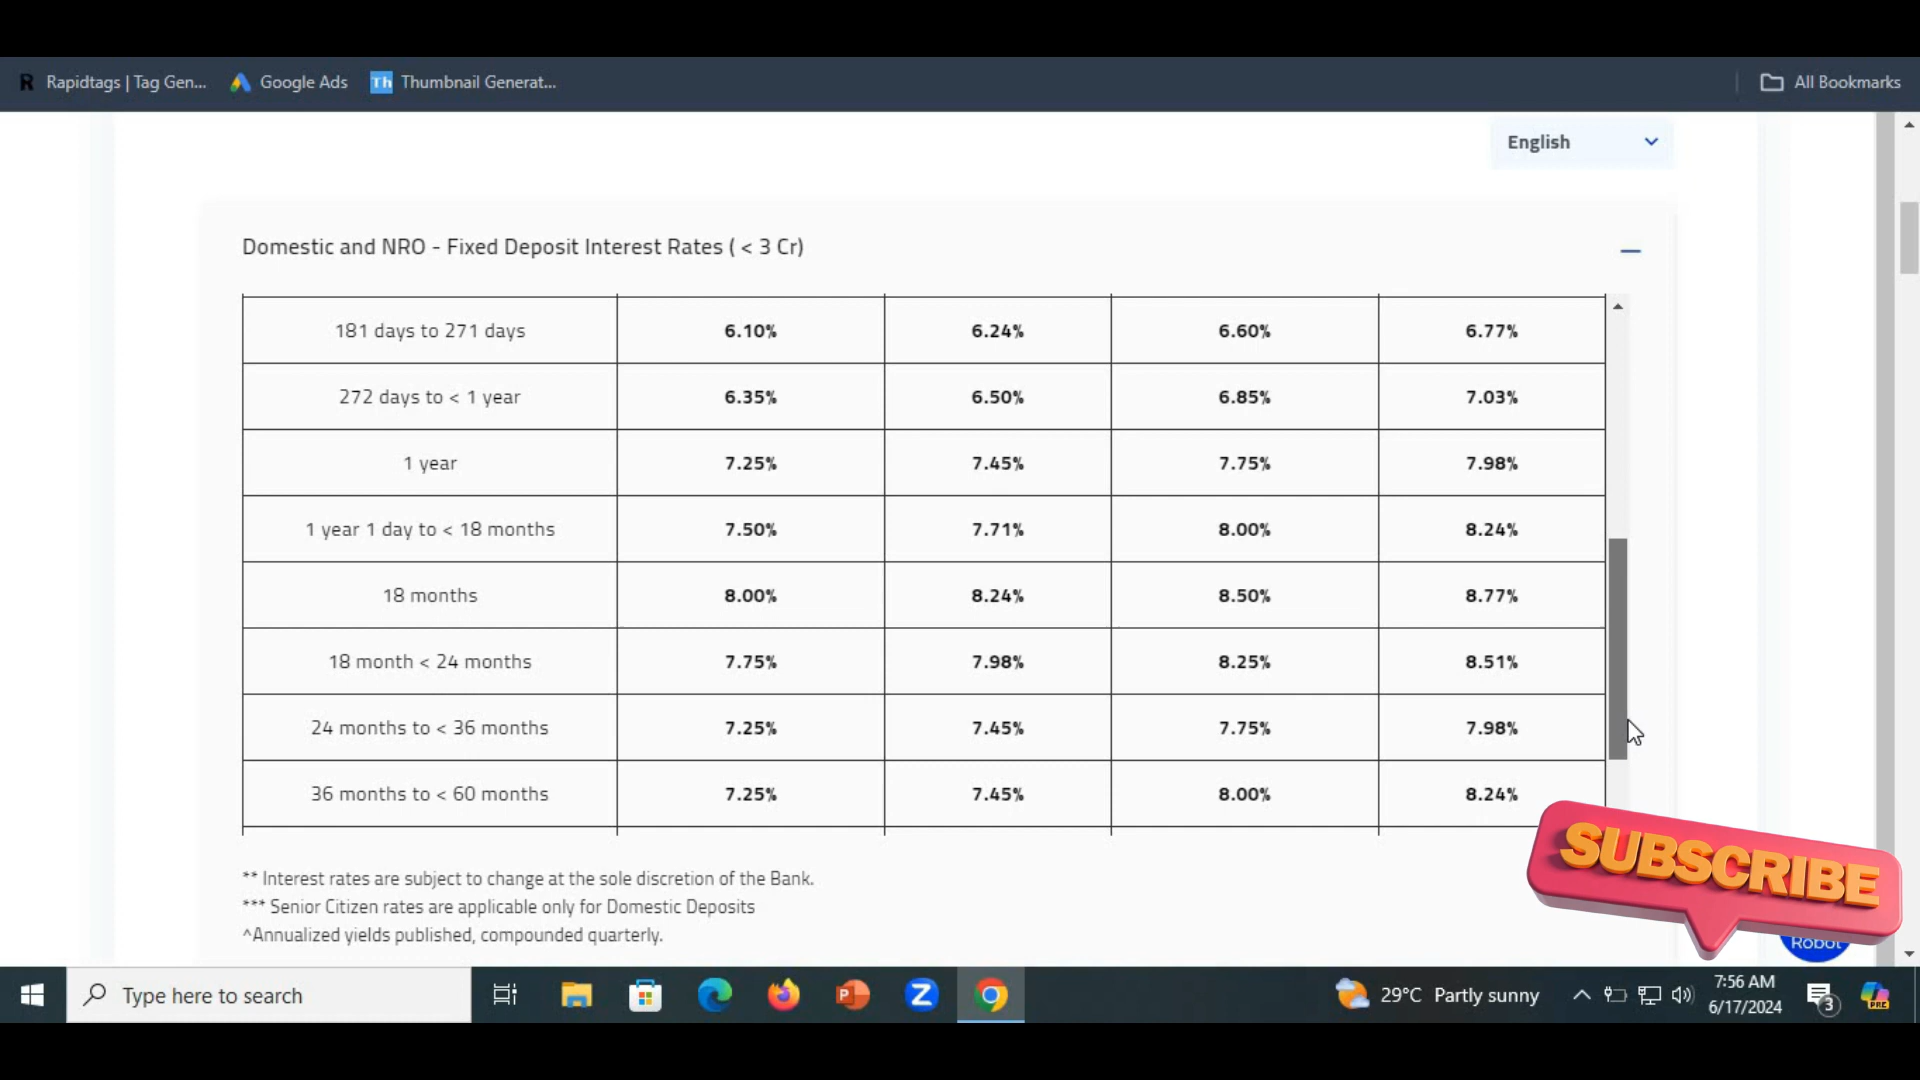 R Rapidtags | Tag Gen... Google Ads Th Thumbnail Generat... All Bookmarks
English
Domestic and NRO - Fixed Deposit Interest Rates ( < 3 Cr)
181 days to 271 days 6.10% 6.24% 6.60% 6.77%
272 days to < 1 year 6.35% 6.50% 6.85% 7.03%
1 year 7.25% 7.45% 7.75% 7.98%
1 year 1 day to < 18 months 7.50% 7.71% 8.00% 8.24%
18 months 8.00% 8.24% 8.50% 8.77%
18 month < 24 months 7.75% 7.98% 8.25% 8.51%
24 months to < 36 months 7.25% 7.45% 7.75% 7.98%
36 months to < 60 months 7.25% 7.45% 8.00% 8.24%
SUBSCRIBE
** Interest rates are subject to change at the sole discretion of the Bank.
*** Senior Citizen rates are applicable only for Domestic Deposits
^Annualized yields published, compounded quarterly.
Robot
Type here to search
29°C Partly sunny
7:56 AM
6/17/2024
3
PRE